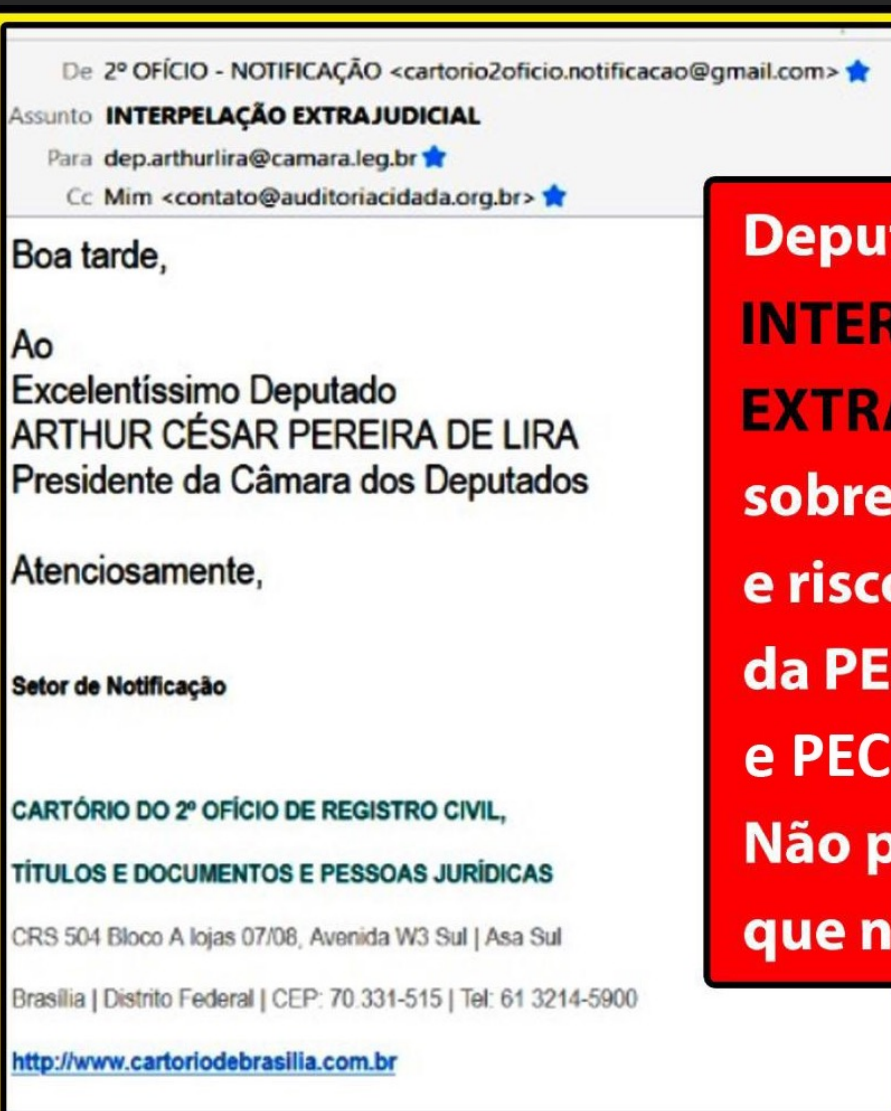 De 2º OFÍCIO - NOTIFICAÇÃO <cartorio2oficio.notificacao@gmail.com>
Assunto INTERPELAÇÃO EXTRAJUDICIAL
Para dep.arthurlira@camara.leg.br
Cc Mim <contato@auditoriacidada.org.br>
Boa tarde,
Ao
Excelentíssimo Deputado
ARTHUR CÉSAR PEREIRA DE LIRA
Presidente da Câmara dos Deputados
Atenciosamente,
Setor de Notificação
CARTÓRIO DO 2º OFÍCIO DE REGISTRO CIVIL,
TÍTULOS E DOCUMENTOS E PESSOAS JURÍDICAS
CRS 504 Bloco A lojas 07/08, Avenida W3 Sul | Asa Sul
Brasília | Distrito Federal | CEP: 70.331-515 | Tel: 61 3214-5900
http://www.cartoriodebrasilia.com.br
Deput
INTER
EXTRA
sobre
e risco
da PE
e PEC
Não p
que n